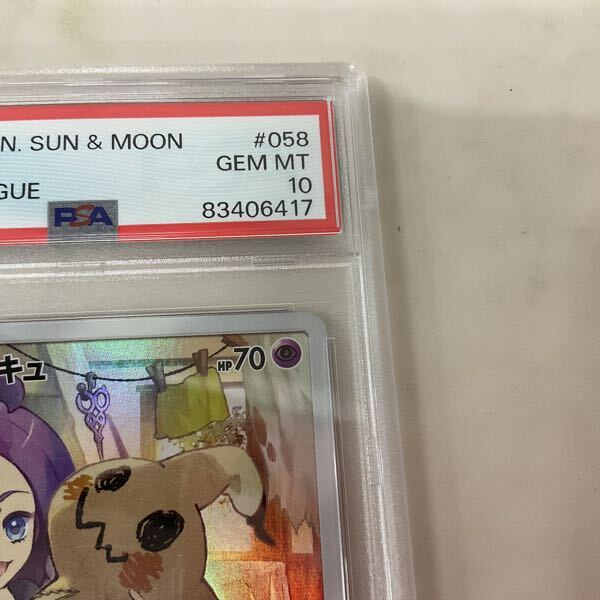 N. SUN & MOON #058
GEM MT
GUE 10
PSA 83406417
キュ HP70